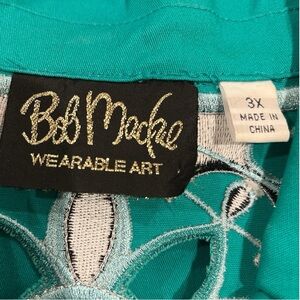 Bob Mackie
WEARABLE ART
3X
MADE IN
CHINA